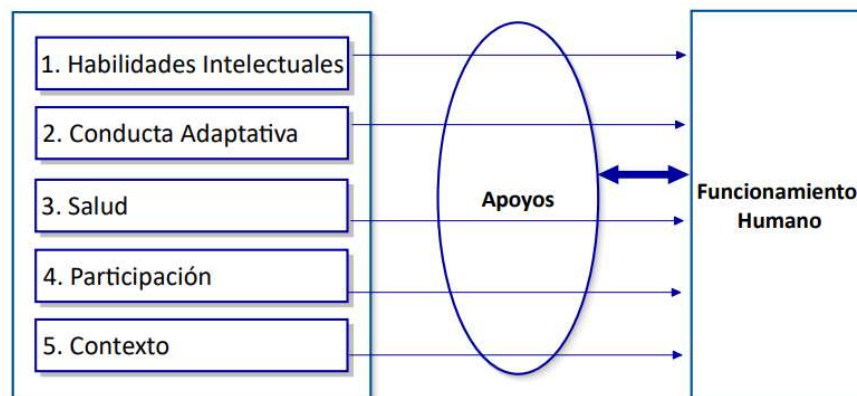 1. Habilidades Intelectuales
2. Conducta Adaptativa
3. Salud
4. Participación
5. Contexto
Apoyos
Funcionamiento
Humano